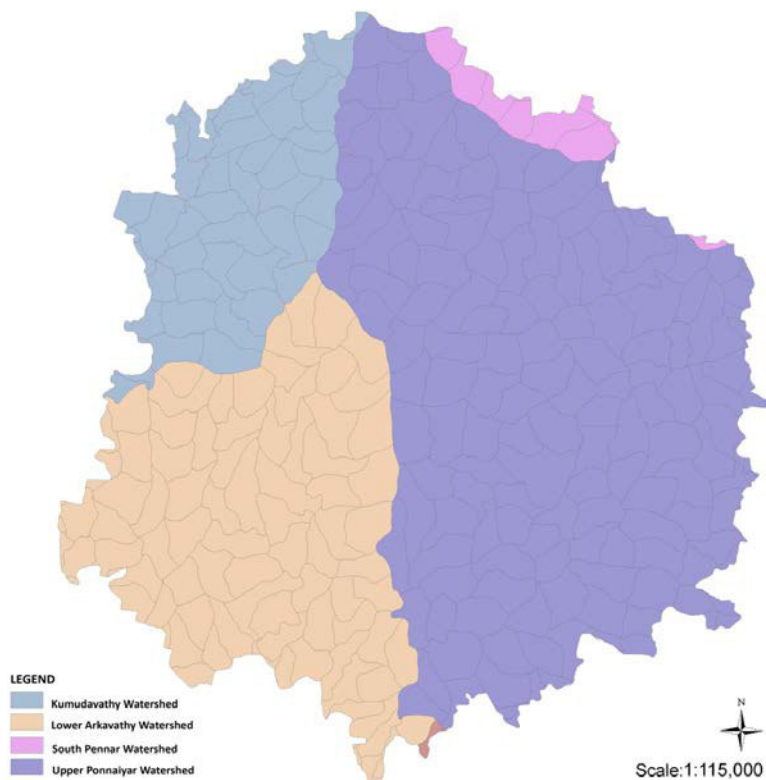 LEGEND
Kumudavathy Watershed
Lower Arkavathy Watershed
South Pennar Watershed
Upper Ponnaiyar Watershed
N
Scale:1:115,000